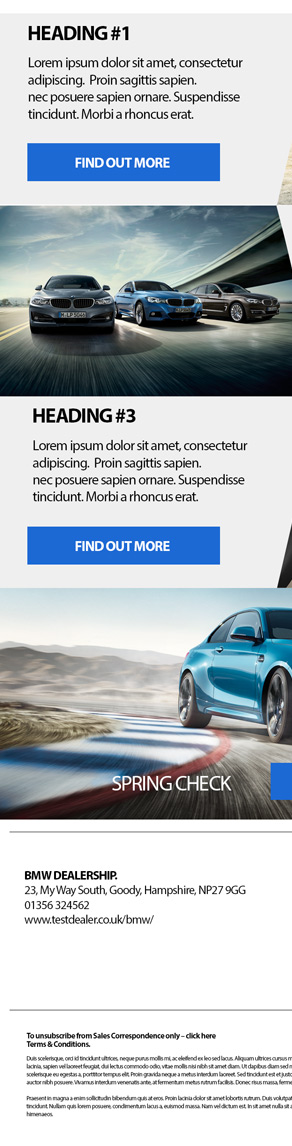 HEADING #1
Lorem ipsum dolor sit amet, consectetur
adipiscing. Proin sagittis sapien.
nec posuere sapien ornare. Suspendisse
tincidunt. Morbi a rhoncus erat.
FIND OUT MORE
HEADING #3
Lorem ipsum dolor sit amet, consectetur
adipiscing. Proin sagittis sapien.
nec posuere sapien ornare. Suspendisse
tincidunt. Morbi a rhoncus erat.
FIND OUT MORE
SPRING CHECK
BMW DEALERSHIP.
23, My Way South, Goody, Hampshire, NP27 9GG
01356 324562
www.testdealer.co.uk/bmw/
To unsubscribe from Sales Correspondence only – click here
Terms & Conditions.
Duis scelerisque, orci id tincidunt ultrices, neque purus mollis mi, ac eleifend ex leo sed lacus. Aliquam ultrices cursus
lacinia, sapien vel laoreet feugiat, dui lectus commodo odio, vitae mollis nisi nibh sit amet diam. Ut dapibus diam sed
scelerisque eu egestas a, porttitor tempus elit. Proin gravida neque a metus interdum laoreet. Sed tincidunt est et
auctor nibh posuere. Vivamus interdum venenatis ante, at fermentum metus rutrum facilisis. Donec risus massa,
Praesent in magna a enim sollicitudin bibendum quis at eros. Proin lacinia dolor sit amet lobortis rutrum. Duis
tincidunt. Nullam quis lorem posuere, condimentum lacus a, euismod massa. Nam vel dictum est. In sit amet nulla sit
himenaeos.